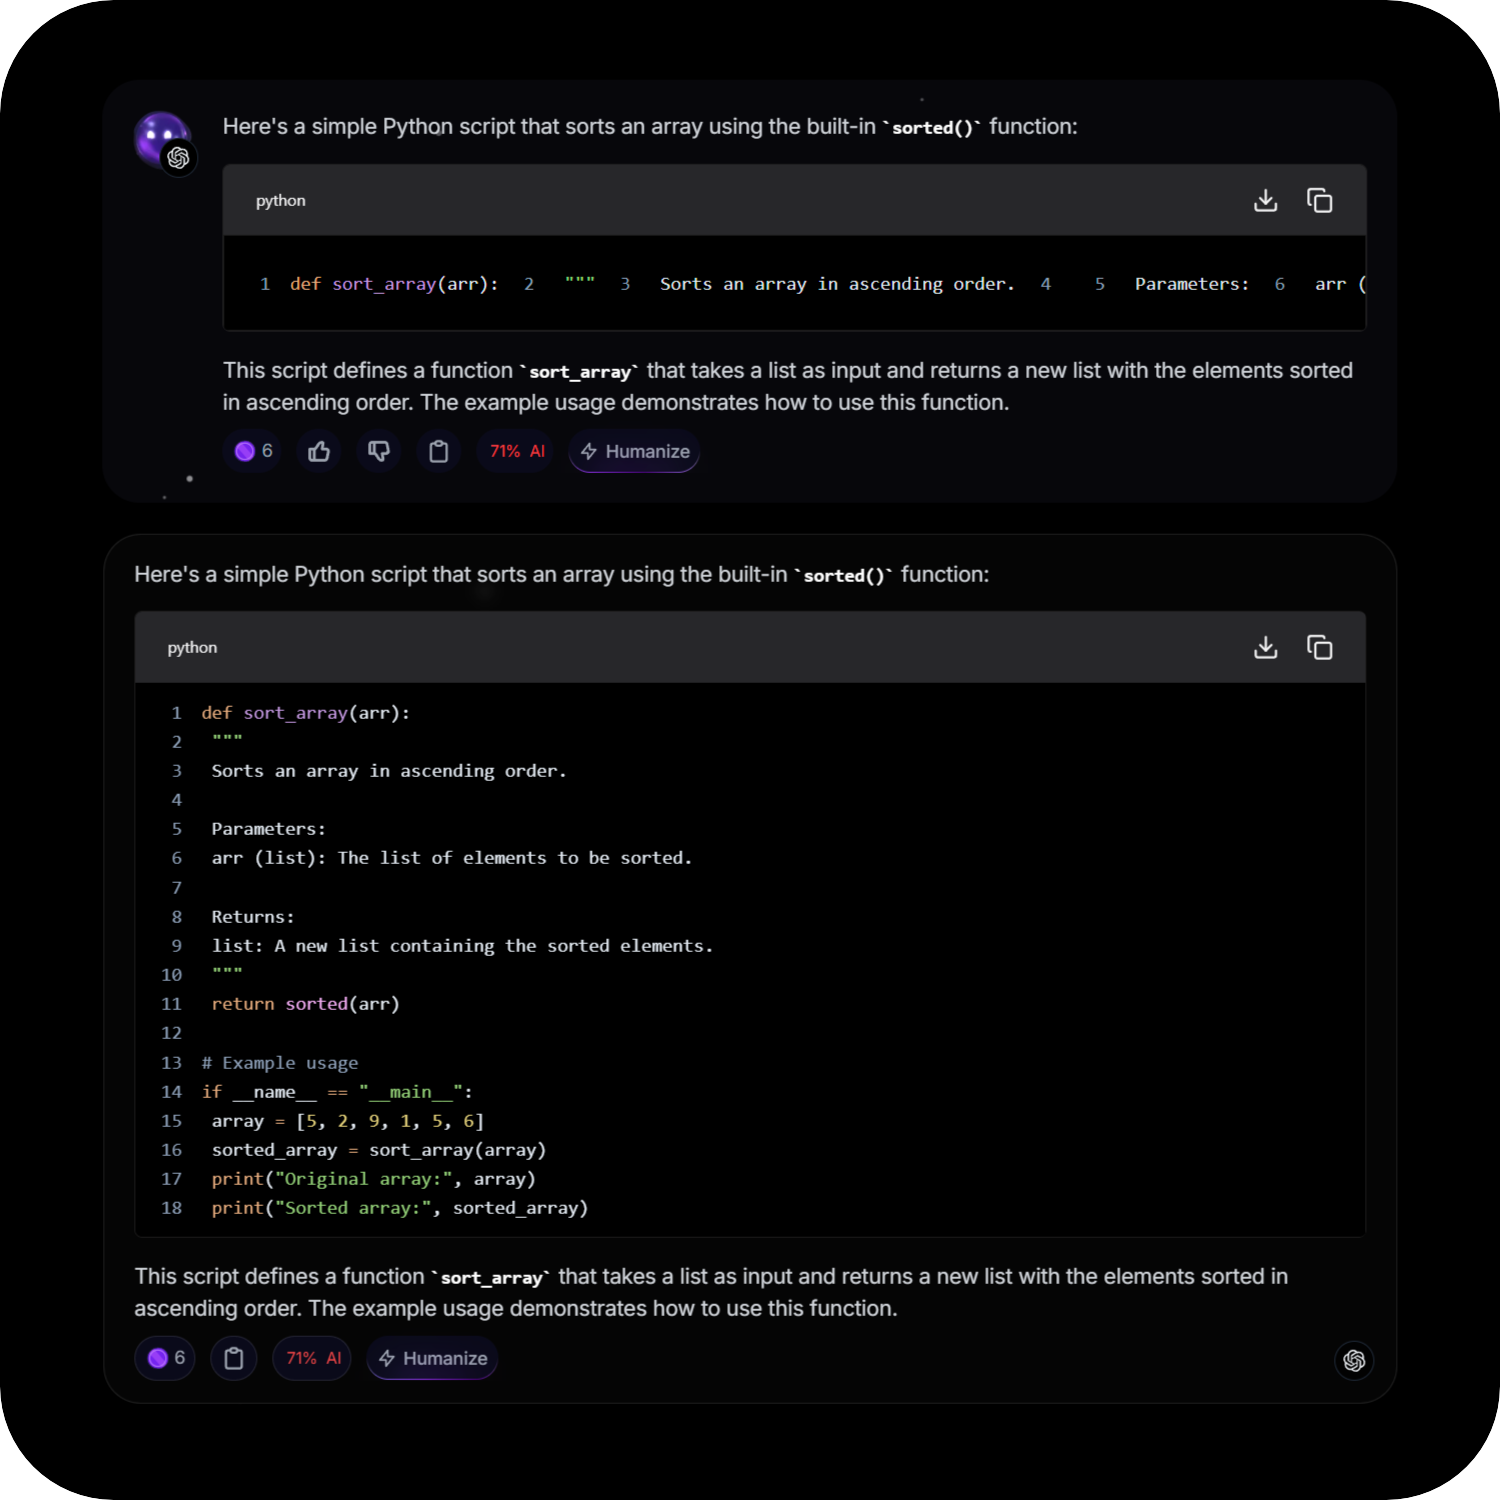 Here's a simple Python script that sorts an array using the built-in `sorted()` function:
python
1 def sort_array(arr): 2 """ 3 Sorts an array in ascending order. 4 5 Parameters: 6 arr (
This script defines a function `sort_array` that takes a list as input and returns a new list with the elements sorted
in ascending order. The example usage demonstrates how to use this function.
6 71% AI Humanize
Here's a simple Python script that sorts an array using the built-in `sorted()` function:
python
1 def sort_array(arr):
2 """
3 Sorts an array in ascending order.
4
5 Parameters:
6 arr (list): The list of elements to be sorted.
7
8 Returns:
9 list: A new list containing the sorted elements.
10 """
11 return sorted(arr)
12
13 # Example usage
14 if __name__ == "__main__":
15 array = [5, 2, 9, 1, 5, 6]
16 sorted_array = sort_array(array)
17 print("Original array:", array)
18 print("Sorted array:", sorted_array)
This script defines a function `sort_array` that takes a list as input and returns a new list with the elements sorted in
ascending order. The example usage demonstrates how to use this function.
6 71% AI Humanize